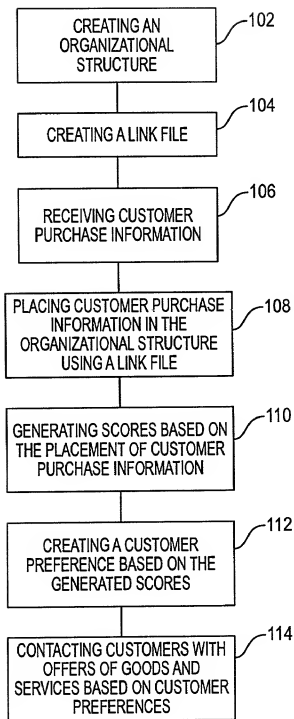 CREATING AN
ORGANIZATIONAL
STRUCTURE
102
CREATING A LINK FILE
104
RECEIVING CUSTOMER
PURCHASE INFORMATION
106
PLACING CUSTOMER PURCHASE
INFORMATION IN THE
ORGANIZATIONAL STRUCTURE
USING A LINK FILE
108
GENERATING SCORES BASED ON
THE PLACEMENT OF CUSTOMER
PURCHASE INFORMATION
110
CREATING A CUSTOMER
PREFERENCE BASED ON THE
GENERATED SCORES
112
CONTACTING CUSTOMERS WITH
OFFERS OF GOODS AND
SERVICES BASED ON CUSTOMER
PREFERENCES
114